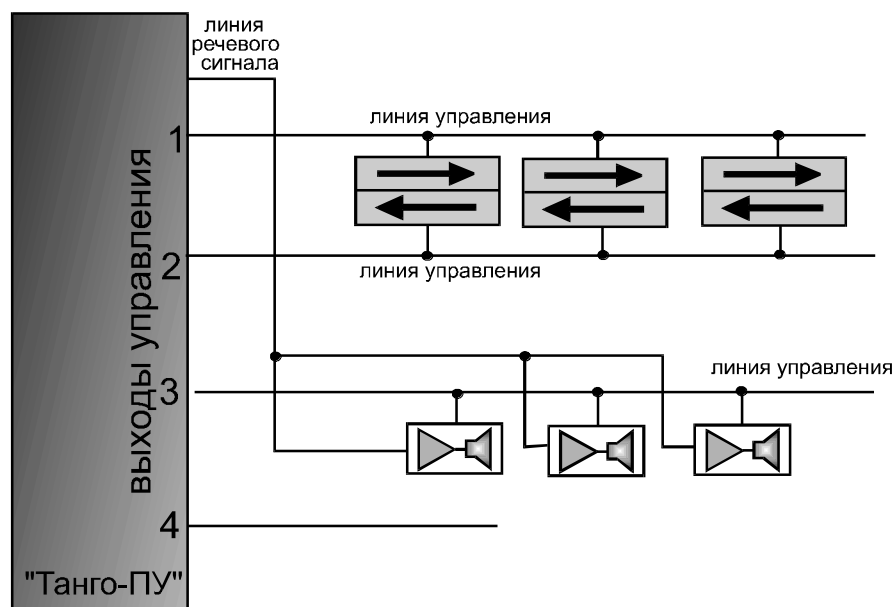 линия
речевого
сигнала
линия управления
1
2
линия управления
линия управления
3
4
выходы управления
"Танго-ПУ"